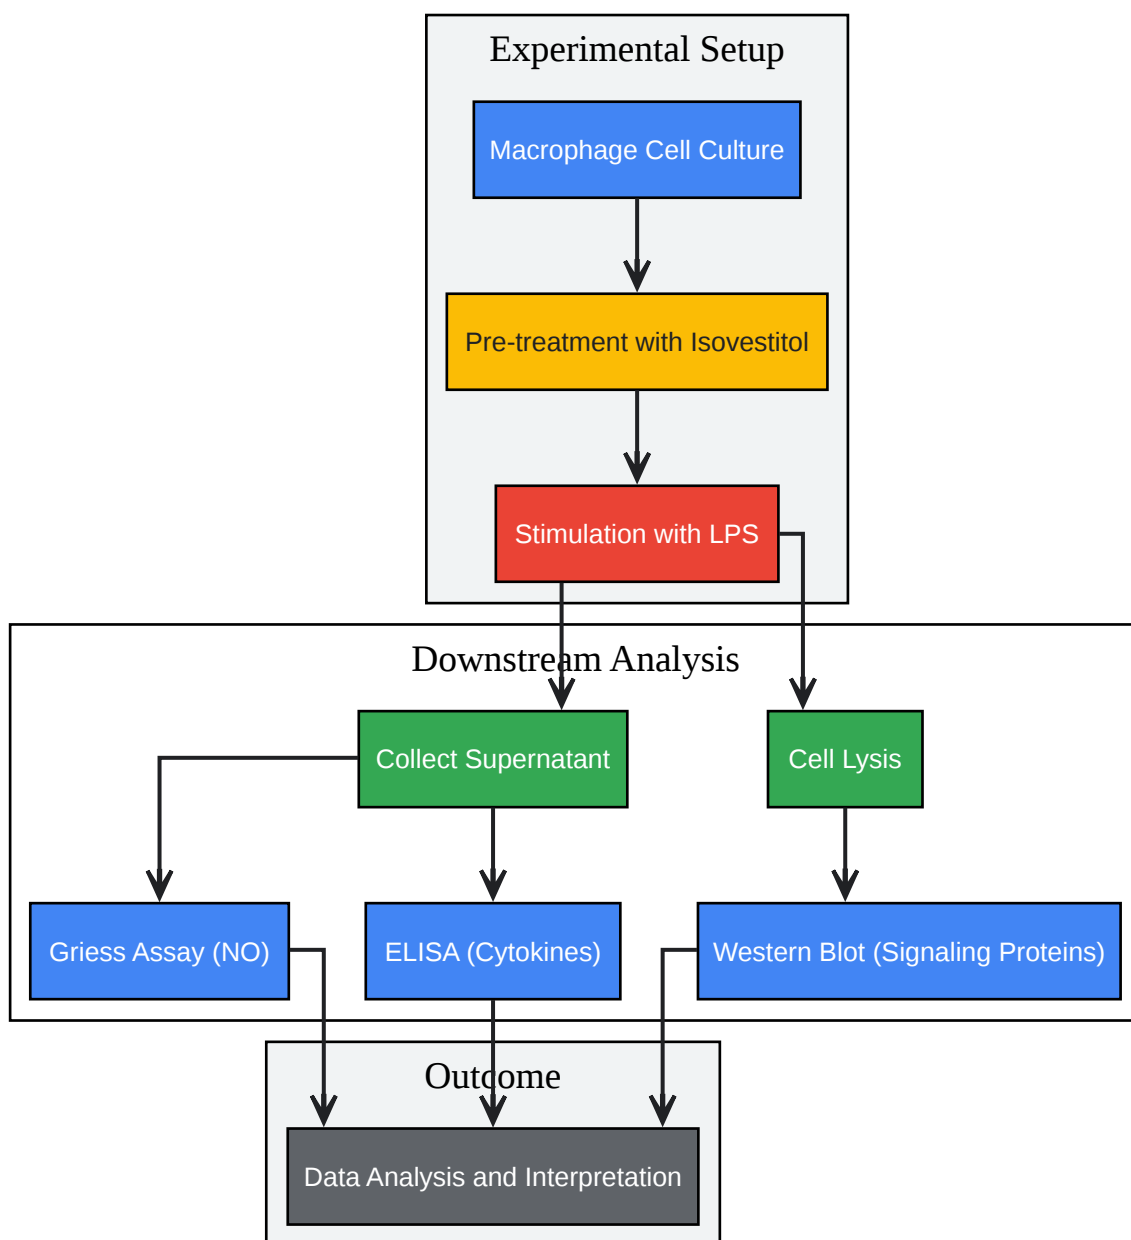 Experimental Setup
Macrophage Cell Culture
Pre-treatment with Isovestitol
Stimulation with LPS
Downstream Analysis
Collect Supernatant
Cell Lysis
Griess Assay (NO)
ELISA (Cytokines)
Western Blot (Signaling Proteins)
Outcome
Data Analysis and Interpretation